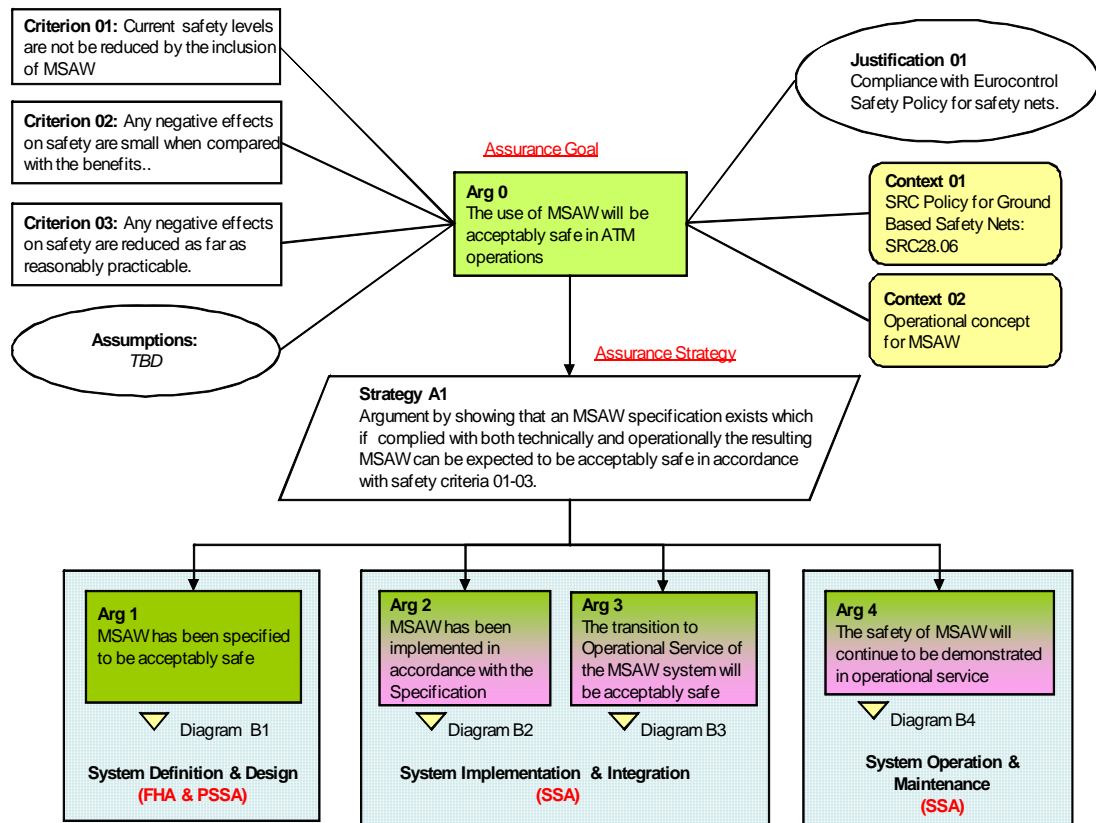 Criterion 01: Current safety levels
are not be reduced by the inclusion
of MSAW
Criterion 02: Any negative effects
on safety are small when compared
with the benefits..
Criterion 03: Any negative effects
on safety are reduced as far as
reasonably practicable.
Assumptions:
TBD
Assurance Goal
Arg 0
The use of MSAW will be
acceptably safe in ATM
operations
Justification 01
Compliance with Eurocontrol
Safety Policy for safety nets.
Context 01
SRC Policy for Ground
Based Safety Nets:
SRC28.06
Context 02
Operational concept
for MSAW
Assurance Strategy
Strategy A1
Argument by showing that an MSAW specification exists which
if complied with both technically and operationally the resulting
MSAW can be expected to be acceptably safe in accordance
with safety criteria 01-03.
Arg 1
MSAW has been specified
to be acceptably safe
Diagram B1
System Definition & Design
(FHA & PSSA)
Arg 2
MSAW has been
implemented in
accordance with the
Specification
Diagram B2
Arg 3
The transition to
Operational Service of
the MSAW system will
be acceptably safe
Diagram B3
System Implementation & Integration
(SSA)
Arg 4
The safety of MSAW will
continue to be demonstrated
in operational service
Diagram B4
System Operation &
Maintenance
(SSA)